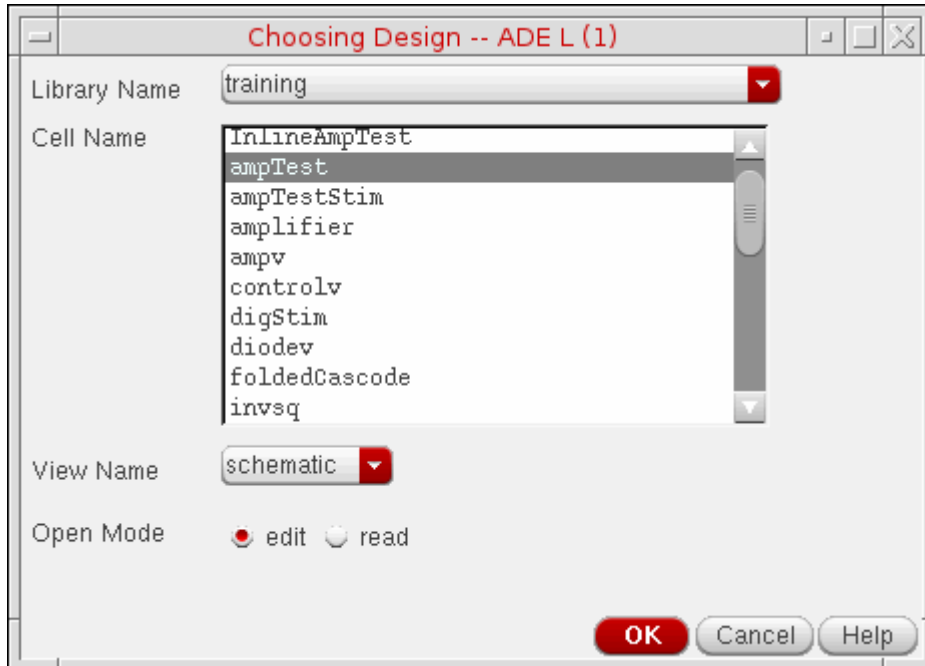 Choosing Design -- ADE L (1)
Library Name training
Cell Name
InlineAmpTest
ampTest
ampTestStim
amplifier
ampv
controlv
digStim
diodev
foldedCascode
invsq
View Name schematic
Open Mode edit read
OK Cancel Help